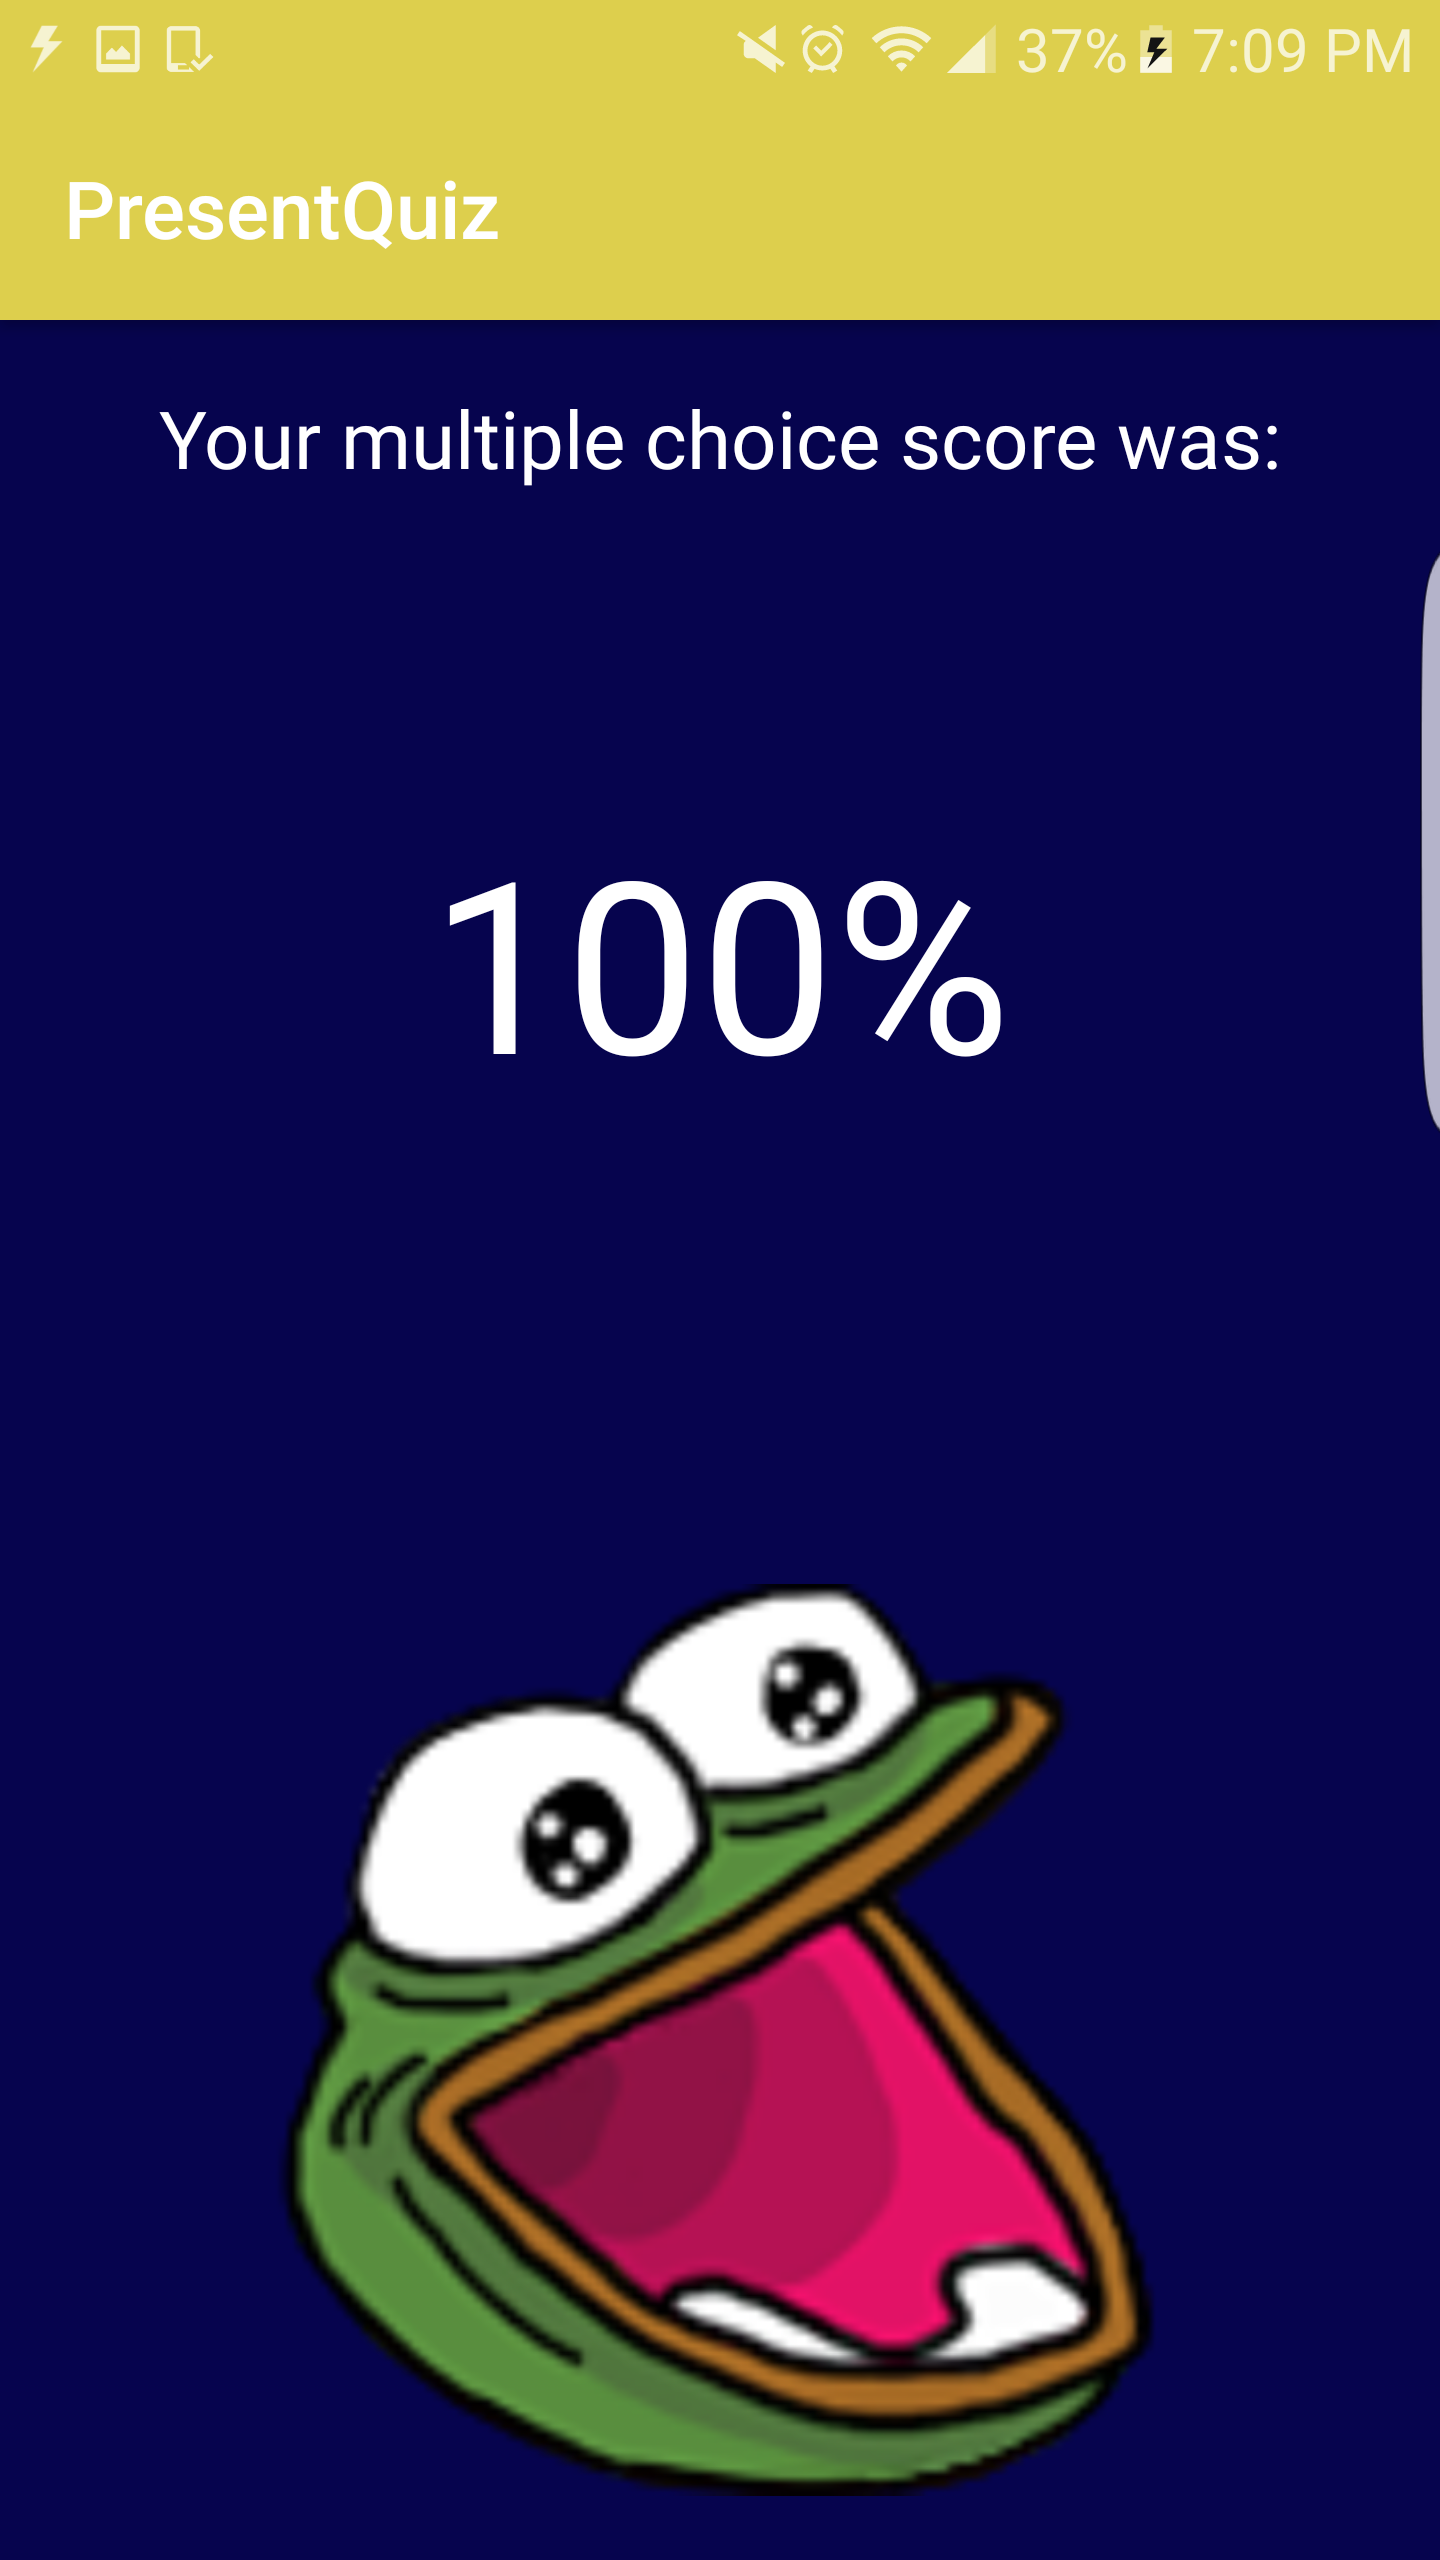 37% 7:09 PM
PresentQuiz
Your multiple choice score was:
100%